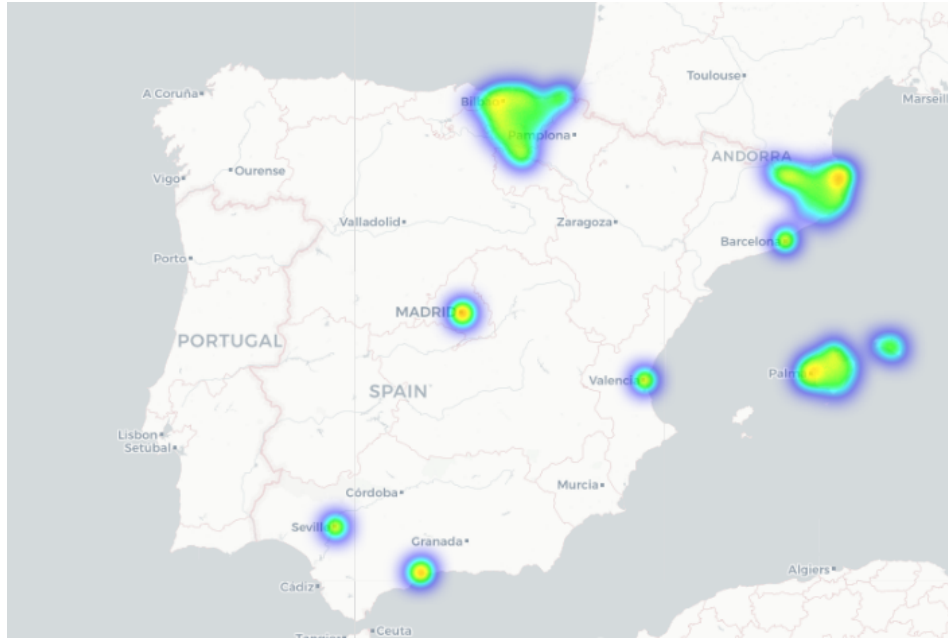 Toulouse
A Coruña
Marseill
Bilbao
Pamplona
ANDORRA
Ourense
Vigo
Valladolid
Zaragoza
Barcelona
Porto
MADRID
PORTUGAL
Palma
Valencia
SPAIN
Lisbon
Setúbal
Murcia
Córdoba
Sevilla
Granada
Algiers
Cádiz
Ceuta